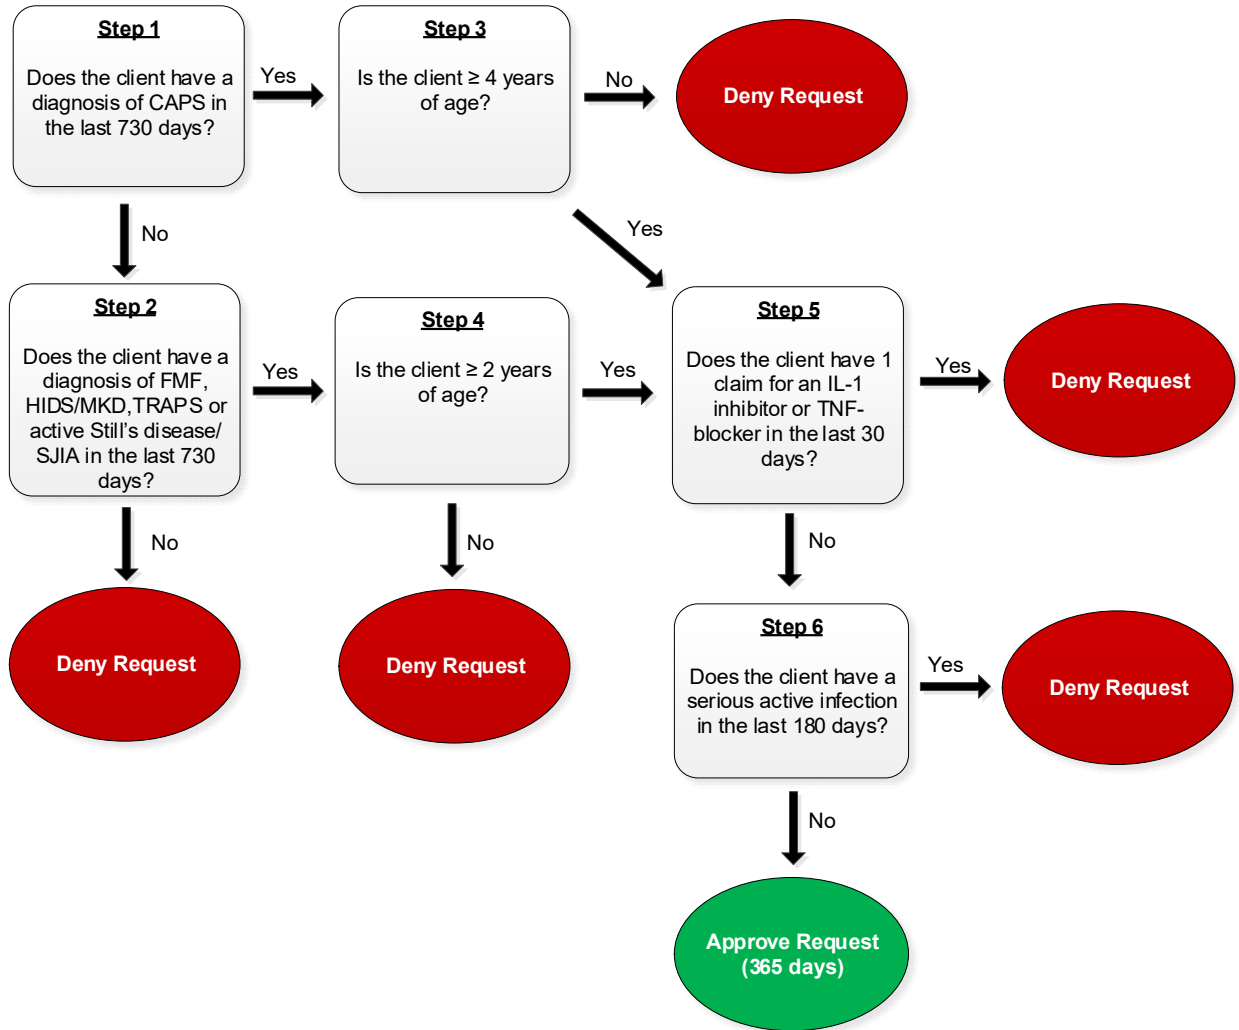 Step 1
Does the client have a
diagnosis of CAPS in
the last 730 days?
Yes
Step 3
Is the client ≥ 4 years
of age?
No
Deny Request
No
Yes
Step 2
Does the client have a
diagnosis of FMF,
HIDS/MKD,TRAPS or
active Still's disease/
SJIA in the last 730
days?
Yes
Step 4
Is the client ≥ 2 years
of age?
Yes
Step 5
Does the client have 1
claim for an IL-1
inhibitor or TNF-
blocker in the last 30
days?
Yes
Deny Request
No
Deny Request
No
Deny Request
No
Step 6
Does the client have a
serious active infection
in the last 180 days?
Yes
Deny Request
No
Approve Request
(365 days)